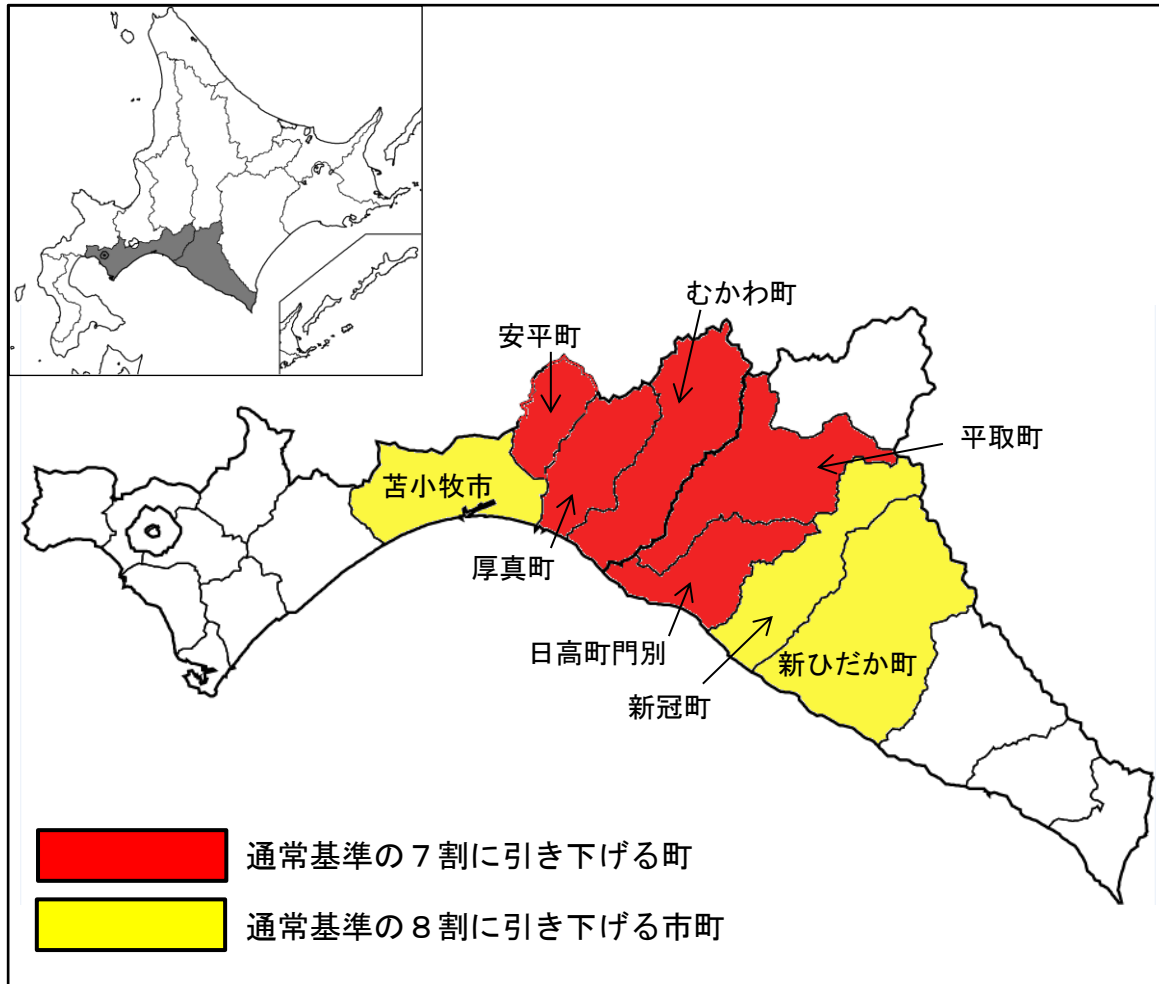 むかわ町
安平町
平取町
苫小牧市
厚真町
日高町門別
新ひだか町
新冠町
通常基準の７割に引き下げる町
通常基準の８割に引き下げる市町